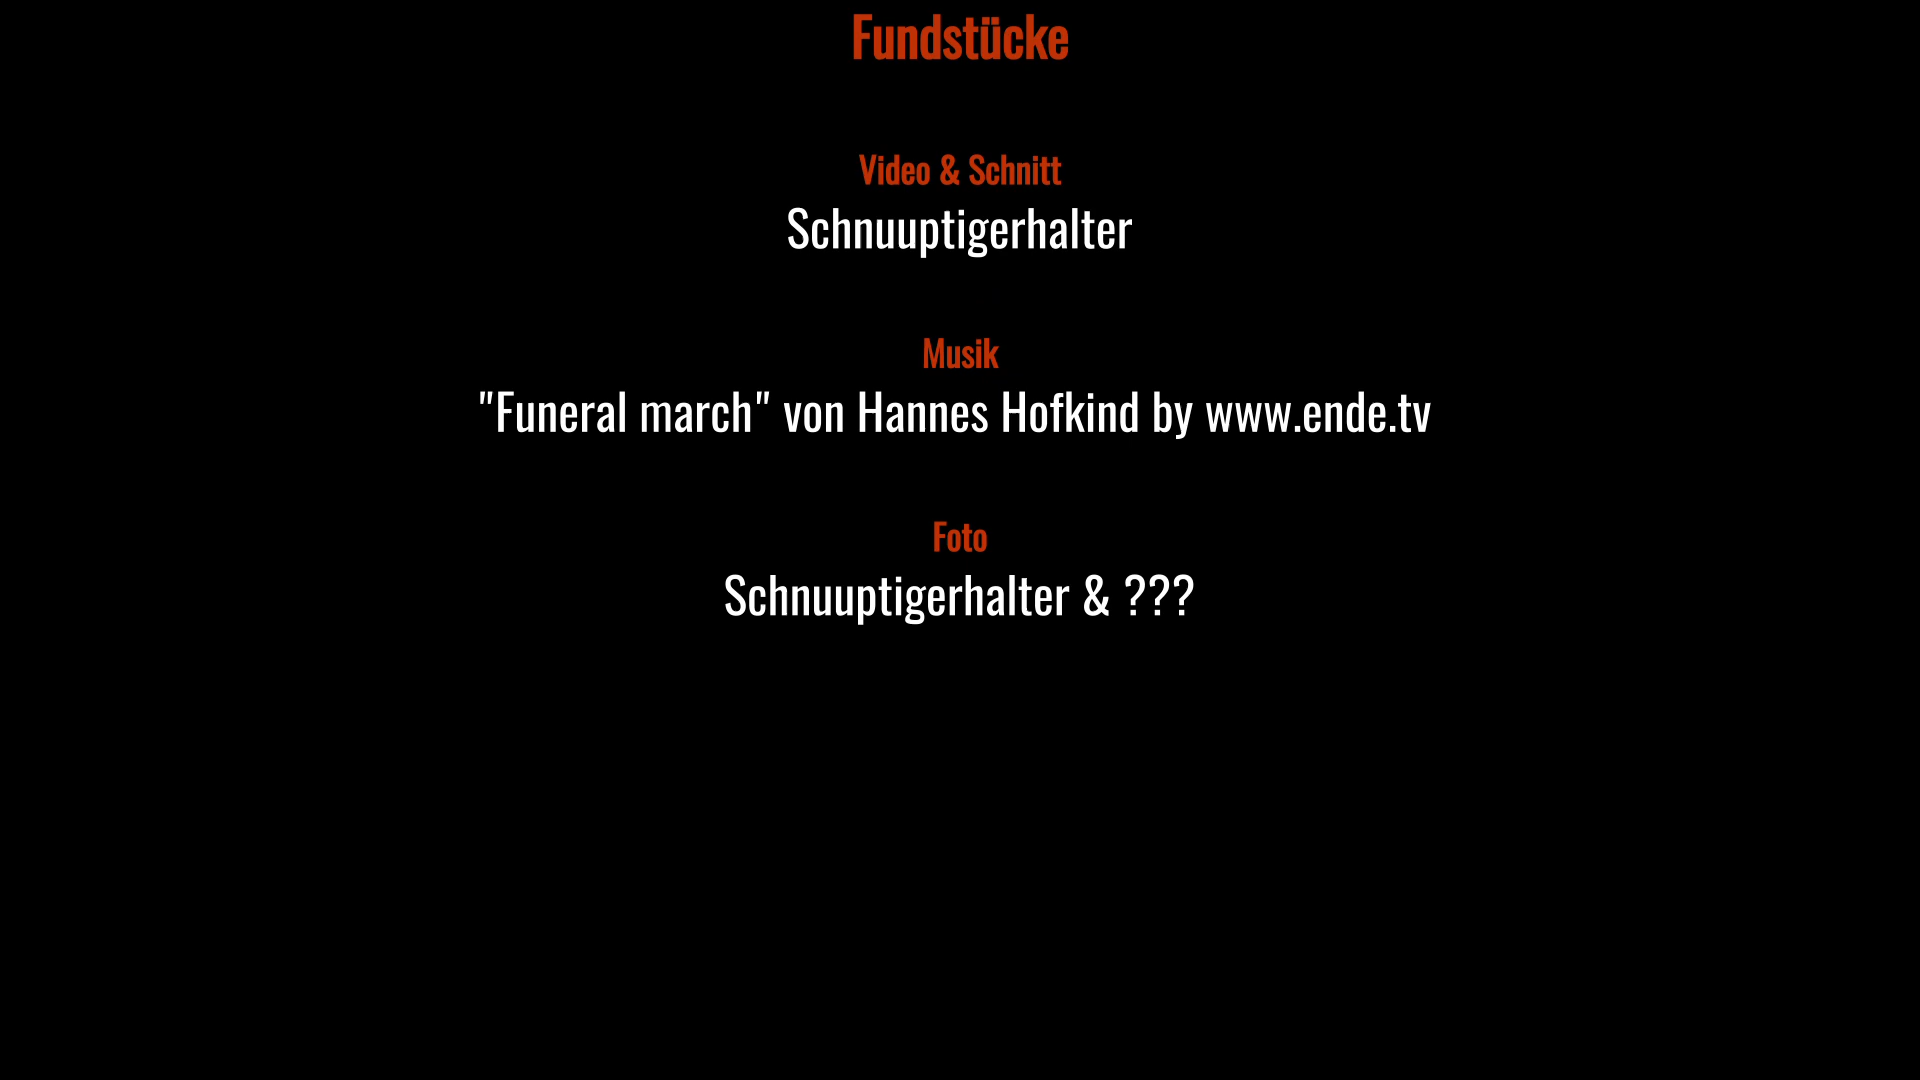 Fundstücke
Video & Schnitt
Schnuuptigerhalter
Musik
"Funeral march" von Hannes Hofkind by www.ende.tv
Foto
Schnuuptigerhalter & ???